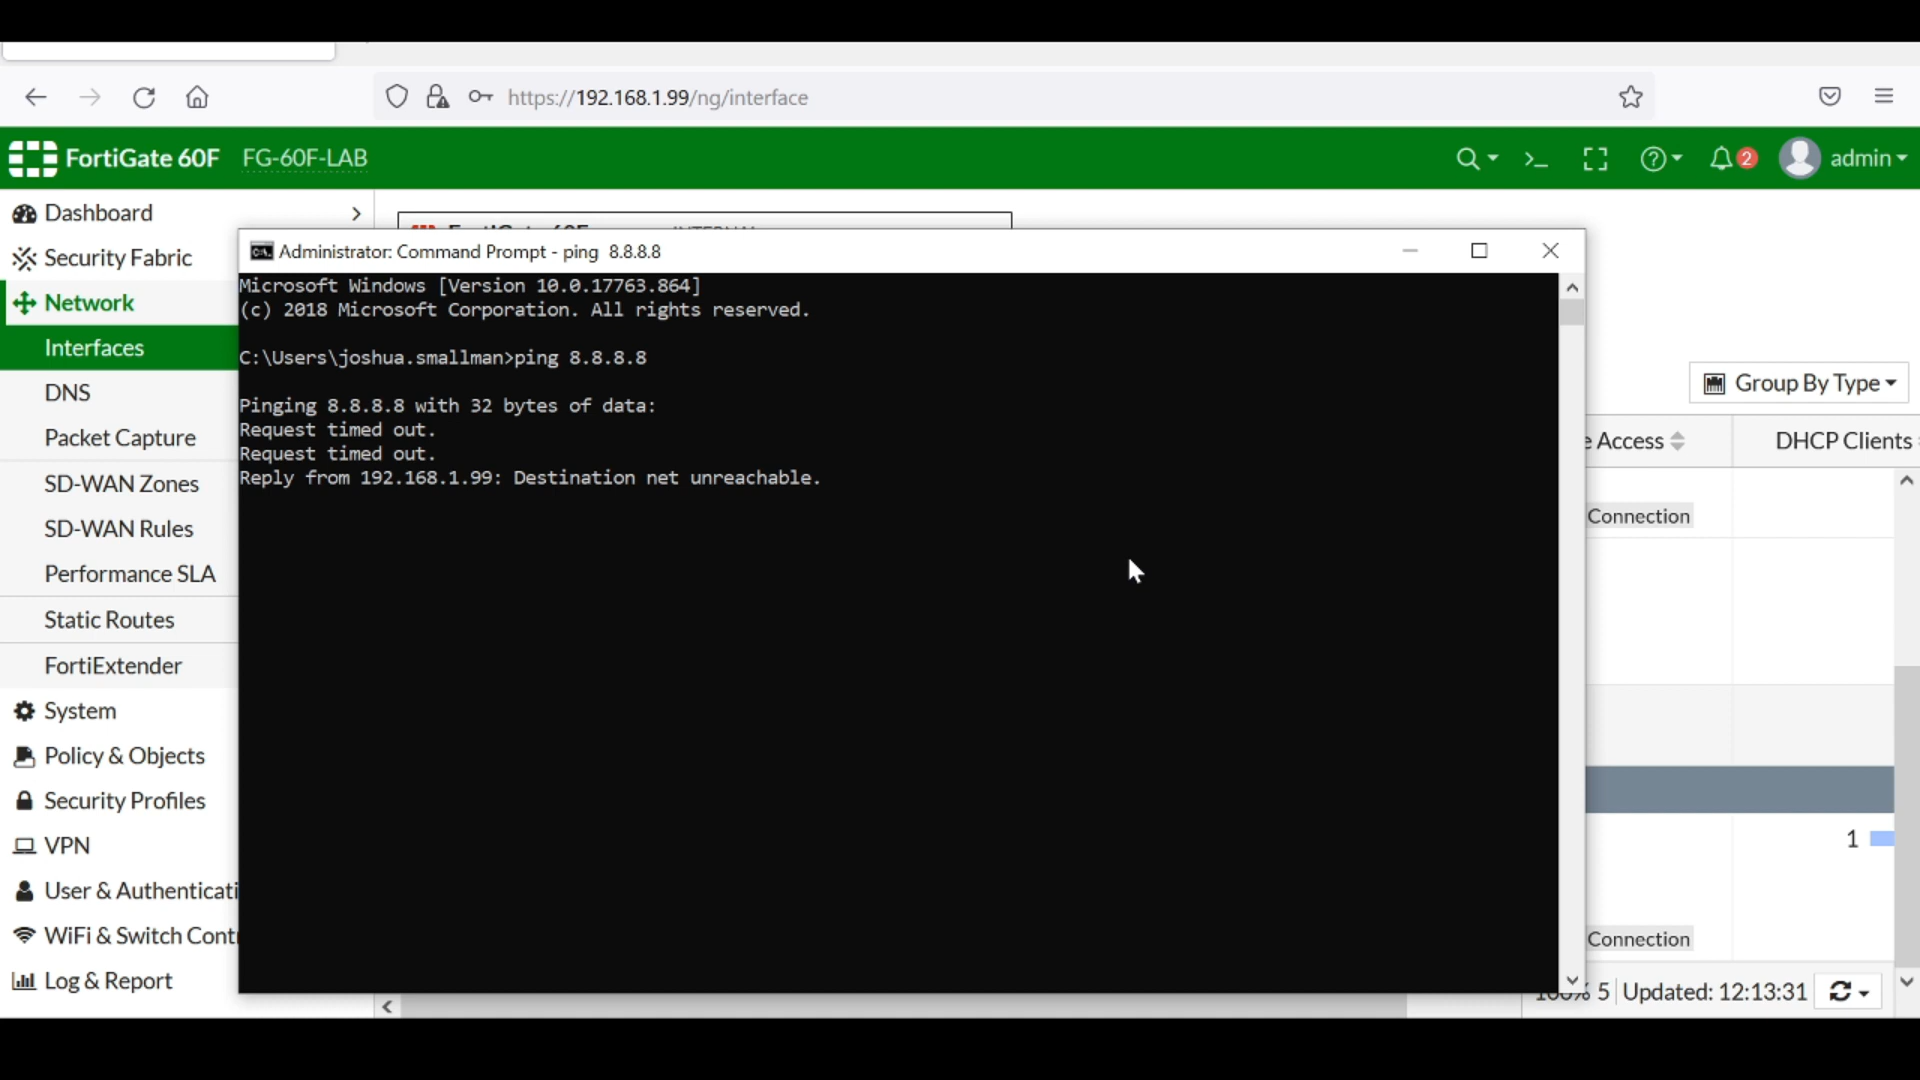 https://192.168.1.99/ng/interface
FortiGate 60F FG-60F-LAB
2 admin
Dashboard
Security Fabric
Network
Interfaces
DNS
Packet Capture
SD-WAN Zones
SD-WAN Rules
Performance SLA
Static Routes
FortiExtender
System
Policy & Objects
Security Profiles
VPN
User & Authenticati
WiFi & Switch Cont
Log & Report
Administrator: Command Prompt - ping 8.8.8.8
Microsoft Windows [Version 10.0.17763.864]
(c) 2018 Microsoft Corporation. All rights reserved.
C:\Users\joshua.smallman>ping 8.8.8.8
Pinging 8.8.8.8 with 32 bytes of data:
Request timed out.
Request timed out.
Reply from 192.168.1.99: Destination net unreachable.
Group By Type
e Access DHCP Clients
Connection
1
Connection
100% 5 Updated: 12:13:31